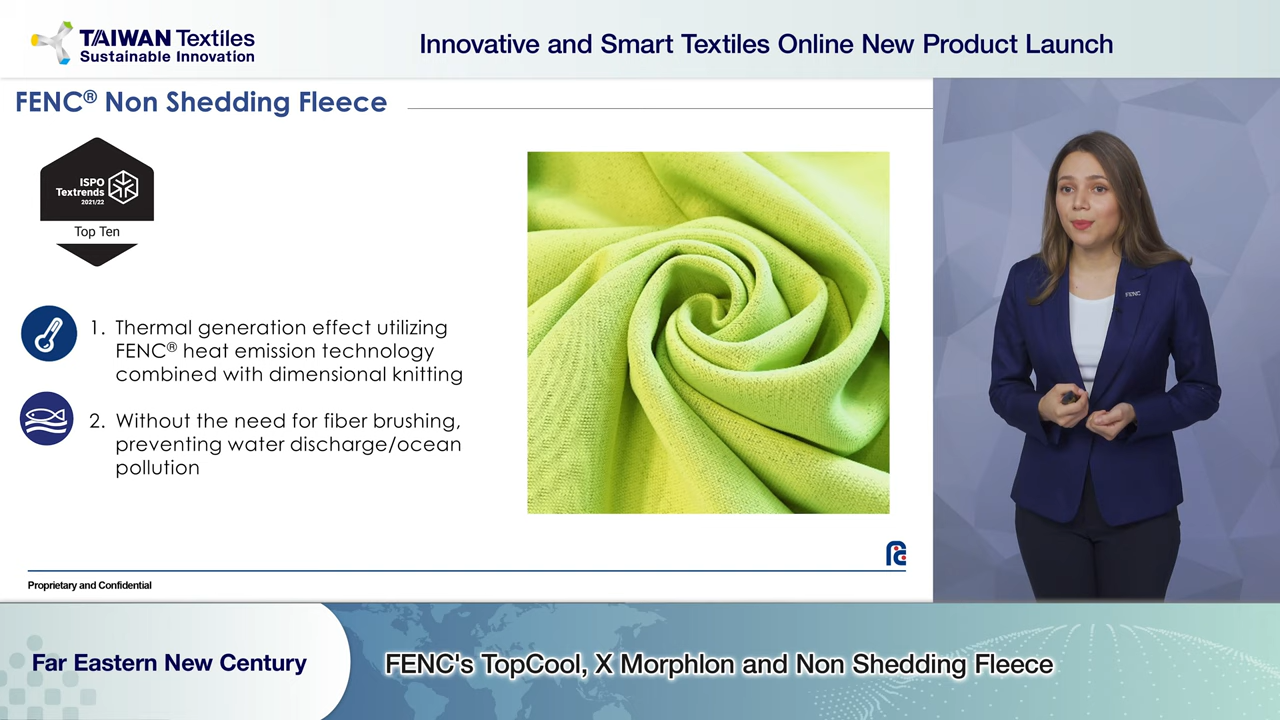 TAIWAN Textiles
Sustainable Innovation
Innovative and Smart Textiles Online New Product Launch
FENC® Non Shedding Fleece
ISPO
Textrends
2021/22
Top Ten
1. Thermal generation effect utilizing
FENC® heat emission technology
combined with dimensional knitting
2. Without the need for fiber brushing,
preventing water discharge/ocean
pollution
FENC
Proprietary and Confidential
Far Eastern New Century
FENC's TopCool, X Morphlon and Non Shedding Fleece